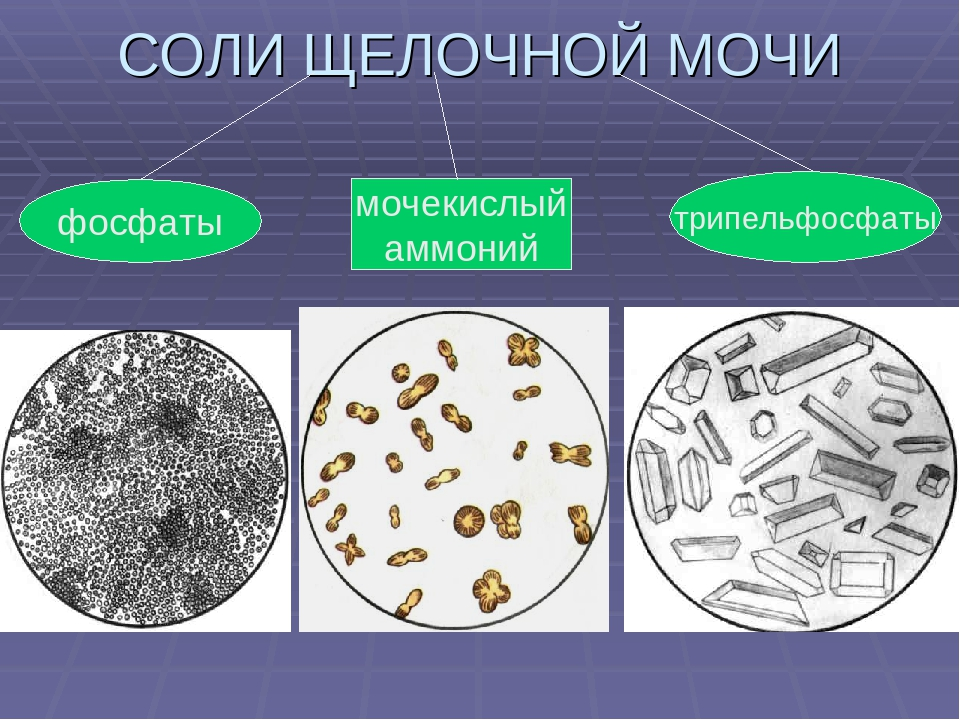 СОЛИ ЩЕЛОЧНОЙ МОЧИ
фосфаты
мочекислый
аммоний
трипельфосфаты